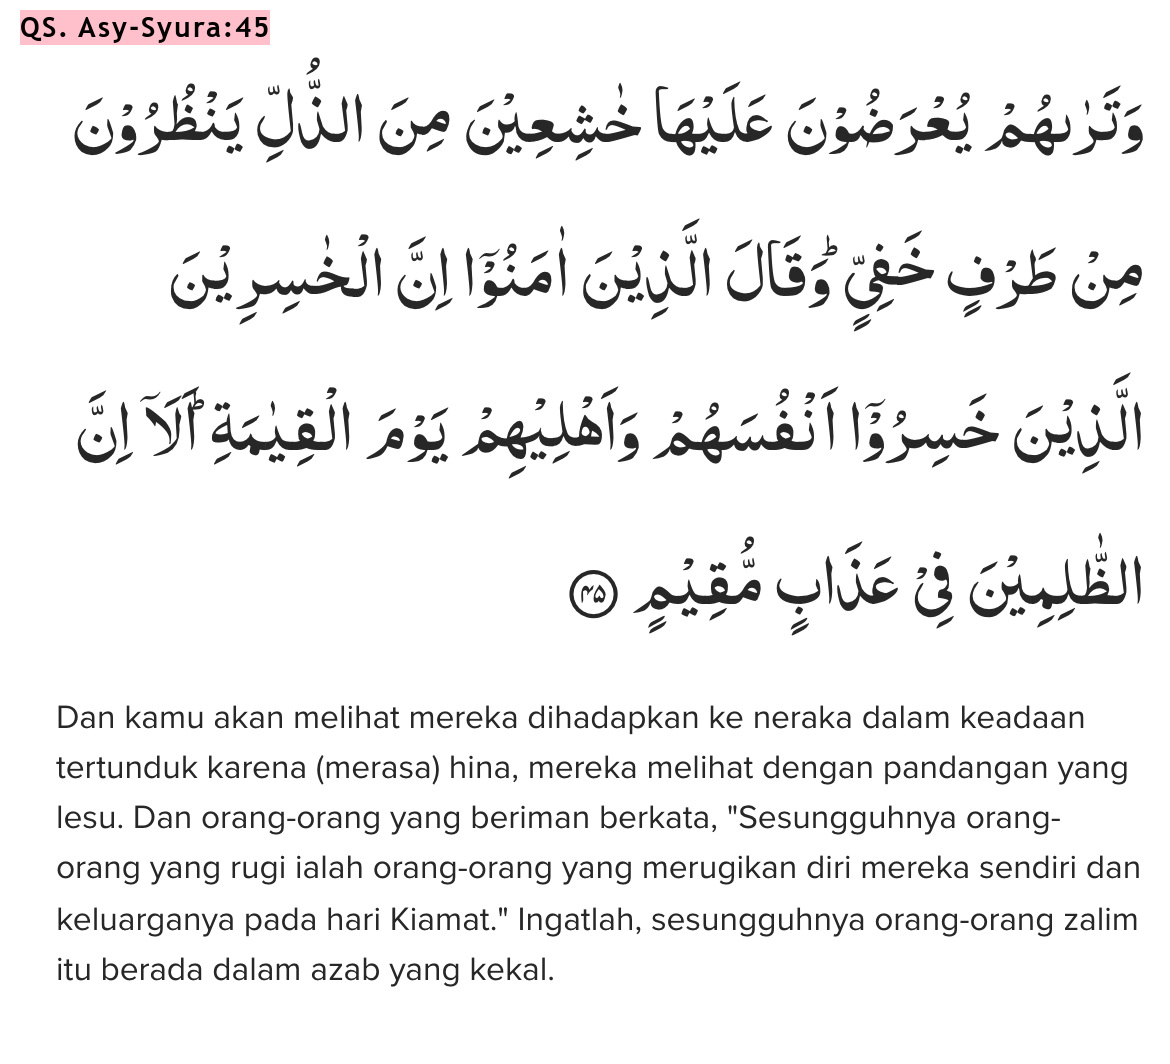 QS. Asy-Syura:45
وَتَرٰىهُمْ يُعْرَضُوْنَ عَلَيْهَا خٰشِعِيْنَ مِنَ الذُّلِّ يَنْظُرُوْنَ
مِنْ طَرْفٍ خَفِيٍّۗ وَقَالَ الَّذِيْنَ اٰمَنُوْٓا اِنَّ الْخٰسِرِيْنَ
الَّذِيْنَ خَسِرُوْٓا اَنْفُسَهُمْ وَاَهْلِيْهِمْ يَوْمَ الْقِيٰمَةِۗ اَلَآ اِنَّ
الظّٰلِمِيْنَ فِيْ عَذَابٍ مُّقِيْمٍ ۴۵
Dan kamu akan melihat mereka dihadapkan ke neraka dalam keadaan
tertunduk karena (merasa) hina, mereka melihat dengan pandangan yang
lesu. Dan orang-orang yang beriman berkata, "Sesungguhnya orang-
orang yang rugi ialah orang-orang yang merugikan diri mereka sendiri dan
keluarganya pada hari Kiamat." Ingatlah, sesungguhnya orang-orang zalim
itu berada dalam azab yang kekal.